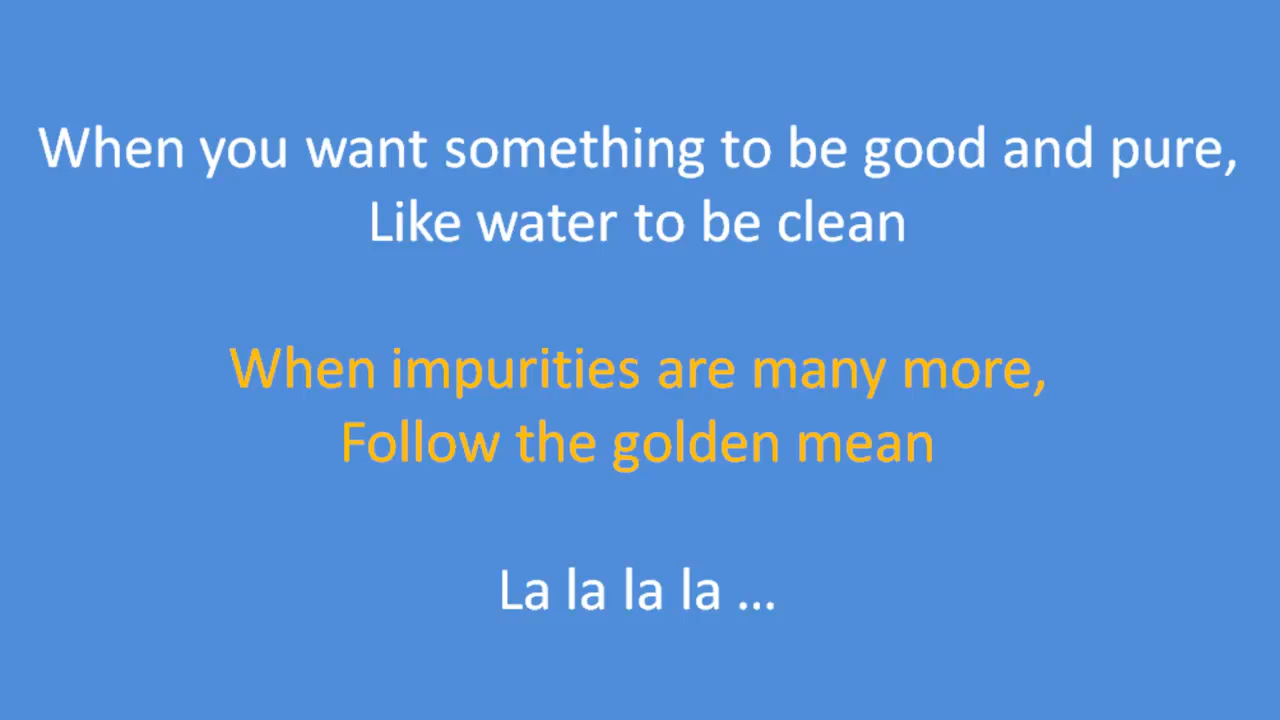 When you want something to be good and pure,
Like water to be clean
When impurities are many more,
Follow the golden mean
La la la la ...